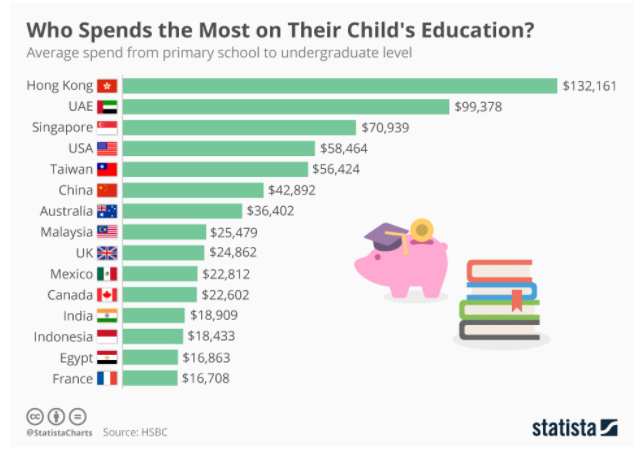 Who Spends the Most on Their Child's Education?
Average spend from primary school to undergraduate level
Hong Kong $132,161
UAE $99,378
Singapore $70,939
USA $58,464
Taiwan $56,424
China $42,892
Australia $36,402
Malaysia $25,479
UK $24,862
Mexico $22,812
Canada $22,602
India $18,909
Indonesia $18,433
Egypt $16,863
France $16,708
cc
@StatistaCharts Source: HSBC
statista